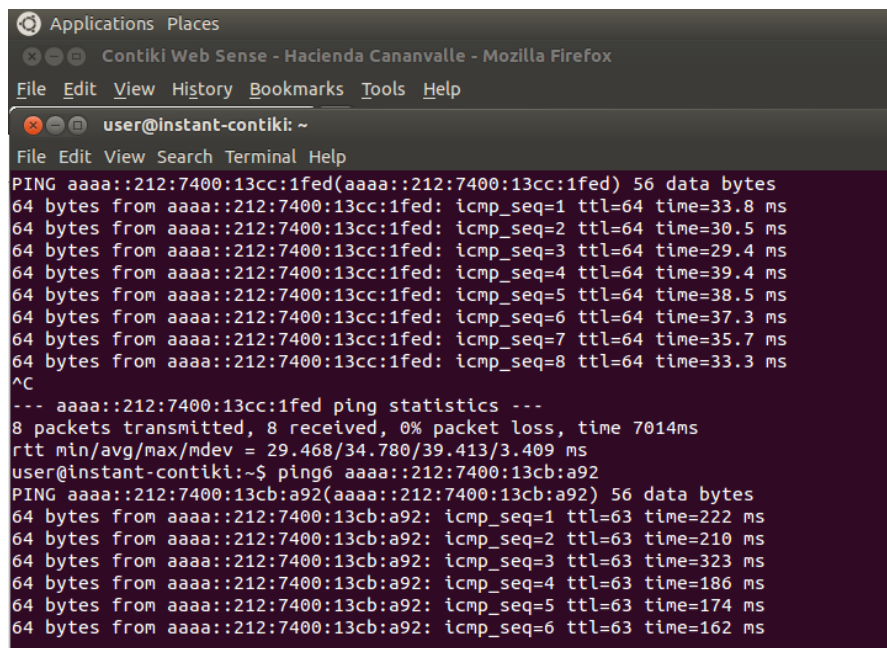 Applications Places
Contiki Web Sense - Hacienda Cananvalle - Mozilla Firefox
File Edit View History Bookmarks Tools Help
user@instant-contiki: ~
File Edit View Search Terminal Help
PING aaaa::212:7400:13cc:1fed(aaaa::212:7400:13cc:1fed) 56 data bytes
64 bytes from aaaa::212:7400:13cc:1fed: icmp_seq=1 ttl=64 time=33.8 ms
64 bytes from aaaa::212:7400:13cc:1fed: icmp_seq=2 ttl=64 time=30.5 ms
64 bytes from aaaa::212:7400:13cc:1fed: icmp_seq=3 ttl=64 time=29.4 ms
64 bytes from aaaa::212:7400:13cc:1fed: icmp_seq=4 ttl=64 time=39.4 ms
64 bytes from aaaa::212:7400:13cc:1fed: icmp_seq=5 ttl=64 time=38.5 ms
64 bytes from aaaa::212:7400:13cc:1fed: icmp_seq=6 ttl=64 time=37.3 ms
64 bytes from aaaa::212:7400:13cc:1fed: icmp_seq=7 ttl=64 time=35.7 ms
64 bytes from aaaa::212:7400:13cc:1fed: icmp_seq=8 ttl=64 time=33.3 ms
^C
--- aaaa::212:7400:13cc:1fed ping statistics ---
8 packets transmitted, 8 received, 0% packet loss, time 7014ms
rtt min/avg/max/mdev = 29.468/34.780/39.413/3.409 ms
user@instant-contiki:~$ ping6 aaaa::212:7400:13cb:a92
PING aaaa::212:7400:13cb:a92(aaaa::212:7400:13cb:a92) 56 data bytes
64 bytes from aaaa::212:7400:13cb:a92: icmp_seq=1 ttl=63 time=222 ms
64 bytes from aaaa::212:7400:13cb:a92: icmp_seq=2 ttl=63 time=210 ms
64 bytes from aaaa::212:7400:13cb:a92: icmp_seq=3 ttl=63 time=323 ms
64 bytes from aaaa::212:7400:13cb:a92: icmp_seq=4 ttl=63 time=186 ms
64 bytes from aaaa::212:7400:13cb:a92: icmp_seq=5 ttl=63 time=174 ms
64 bytes from aaaa::212:7400:13cb:a92: icmp_seq=6 ttl=63 time=162 ms